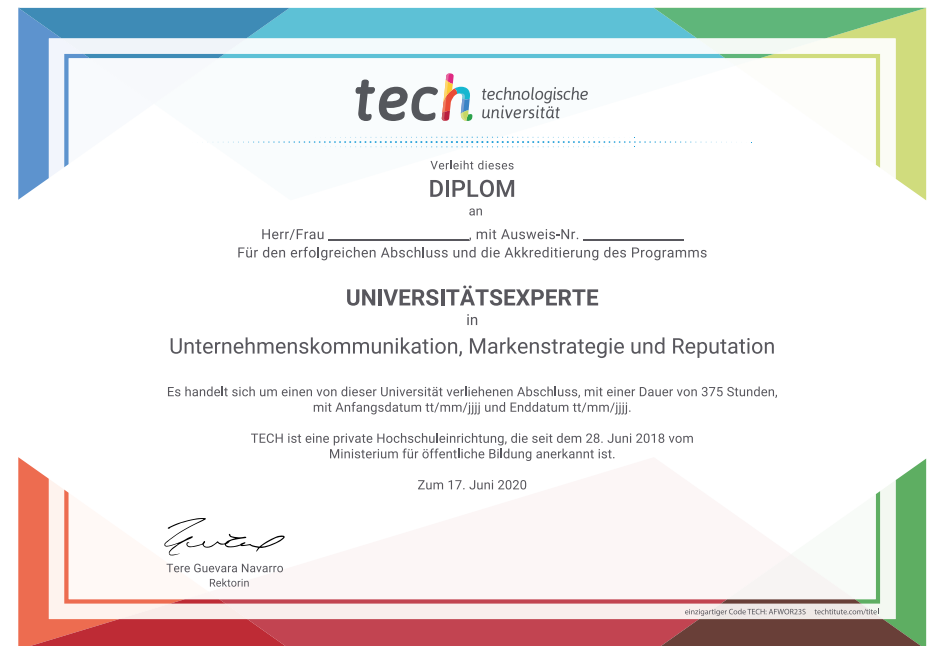 tech technologische
universität
Verleiht dieses
DIPLOM
an
Herr/Frau ____________________, mit Ausweis-Nr. __________________
Für den erfolgreichen Abschluss und die Akkreditierung des Programms
UNIVERSITÄTSEXPERTE
in
Unternehmenskommunikation, Markenstrategie und Reputation
Es handelt sich um einen von dieser Universität verliehenen Abschluss, mit einer Dauer von 375 Stunden,
mit Anfangsdatum tt/mm/jjjj und Enddatum tt/mm/jjjj.
TECH ist eine private Hochschuleinrichtung, die seit dem 28. Juni 2018 vom
Ministerium für öffentliche Bildung anerkannt ist.
Zum 17. Juni 2020
Tere Guevara Navarro
Rektorin
einzigartiger Code TECH: AFWOR23S techtitute.com/titel